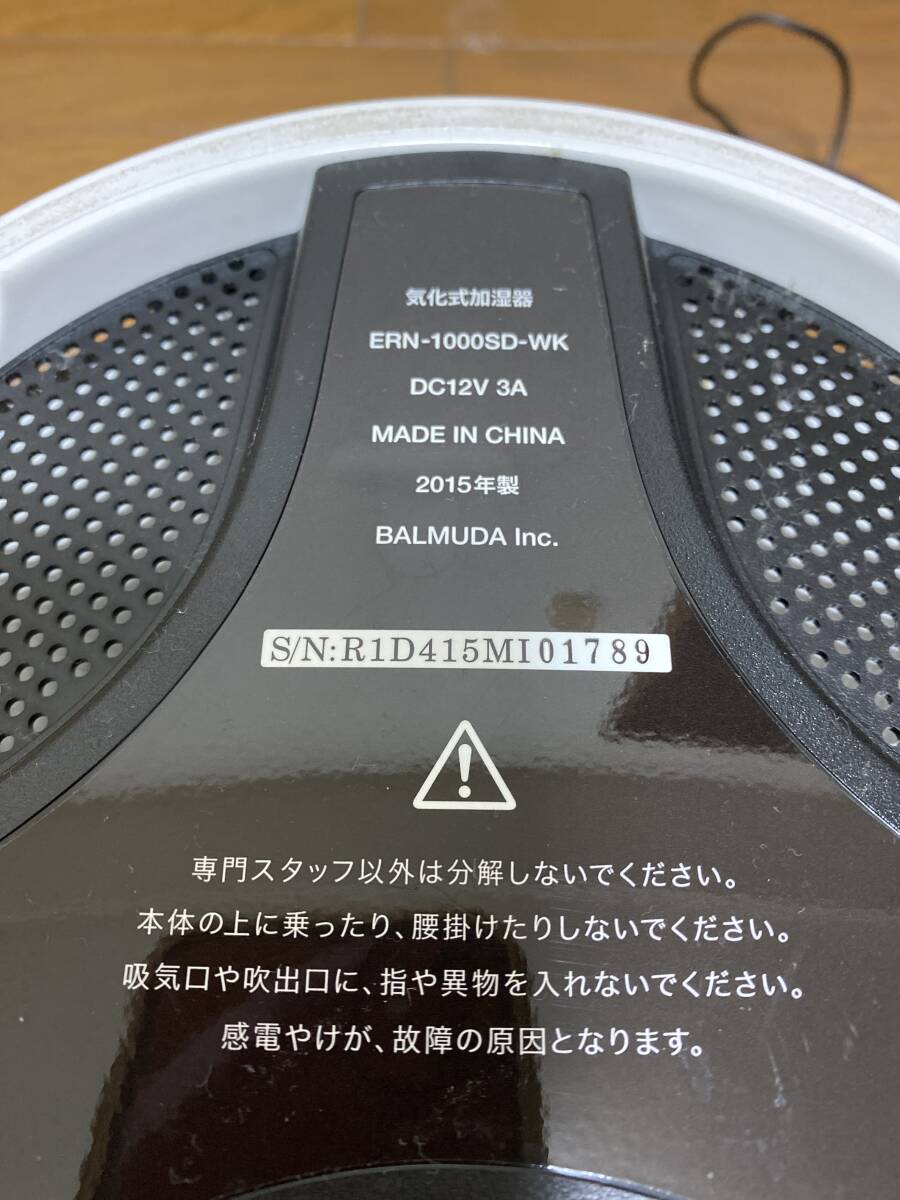 気化式加湿器
ERN-1000SD-WK
DC12V 3A
MADE IN CHINA
2015年製
BALMUDA Inc.
S/N:R1D415MI01789
専門スタッフ以外は分解しないでください。
本体の上に乗ったり、腰掛けたりしないでください。
吸気口や吹出口に、指や異物を入れないでください。
感電やけが、故障の原因となります。